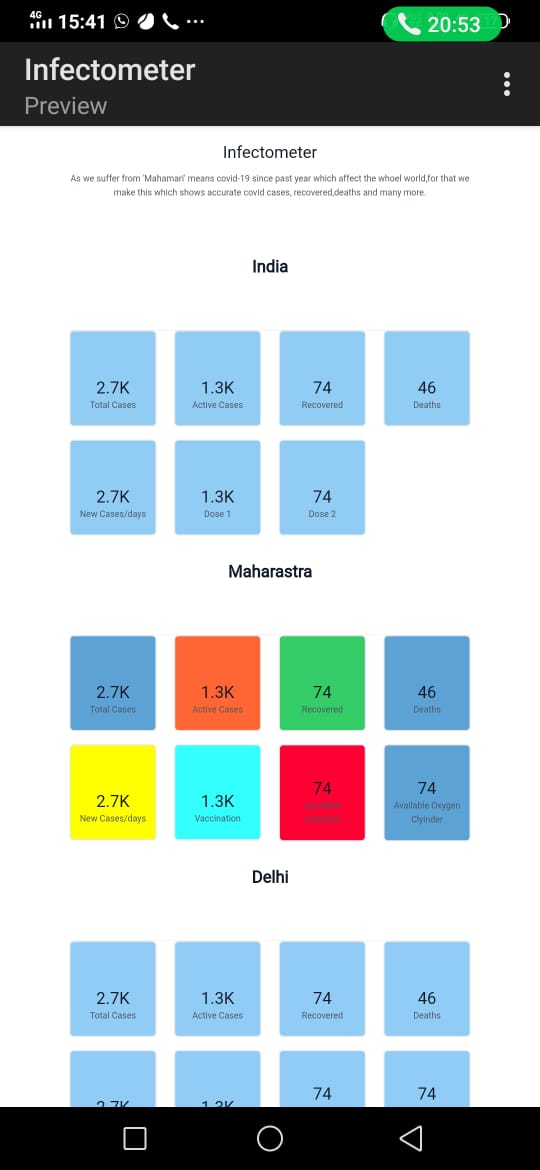 4G 15:41 ... 20:53
Infectometer
Preview
Infectometer
As we suffer from 'Mahamari' means covid-19 since past year which affect the whoel world,for that we
make this which shows accurate covid cases, recovered,deaths and many more.
India
2.7K 1.3K 74 46
Total Cases Active Cases Recovered Deaths
2.7K 1.3K 74
New Cases/days Dose 1 Dose 2
Maharastra
2.7K 1.3K 74 46
Total Cases Active Cases Recovered Deaths
2.7K 1.3K 74 74
New Cases/days Vaccination Available Oxygen
Clyinder
Delhi
2.7K 1.3K 74 46
Total Cases Active Cases Recovered Deaths
2.7K 1.3K 74 74